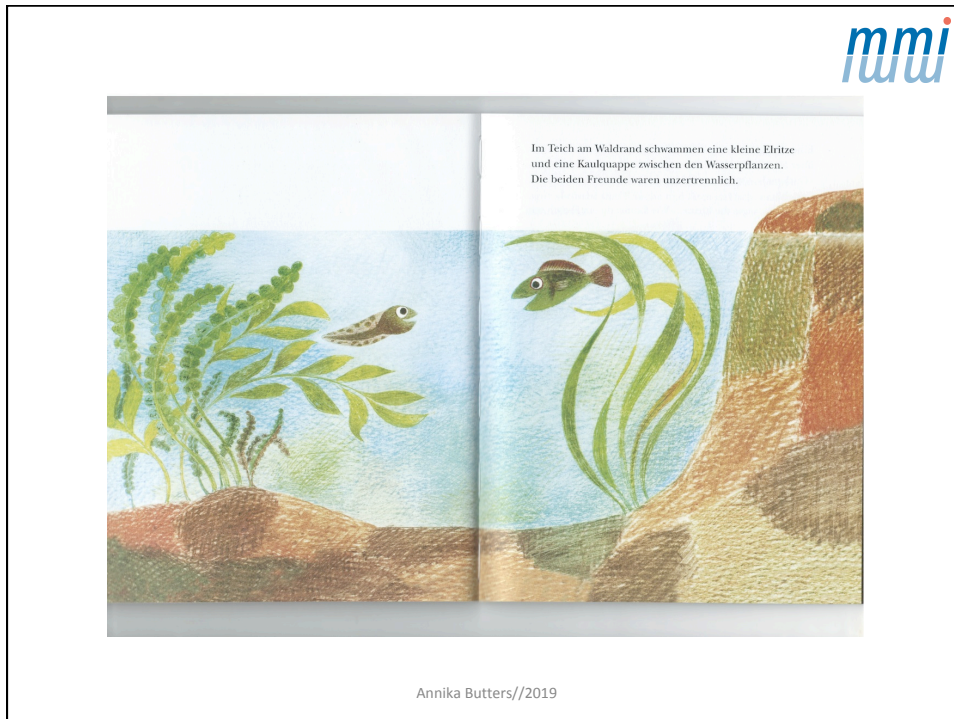 mmi
Im Teich am Waldrand schwammen eine kleine Elritze
und eine Kaulquappe zwischen den Wasserpflanzen.
Die beiden Freunde waren unzertrennlich.
Annika Butters//2019